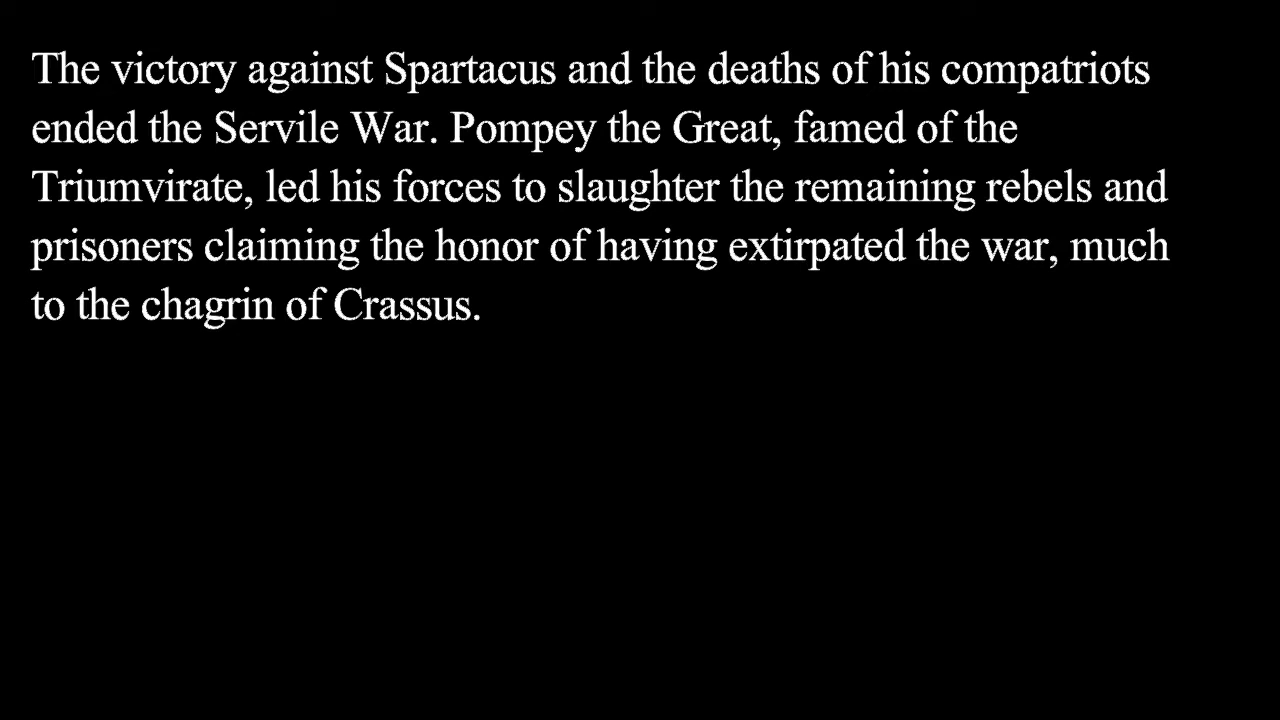 The victory against Spartacus and the deaths of his compatriots
ended the Servile War. Pompey the Great, famed of the
Triumvirate, led his forces to slaughter the remaining rebels and
prisoners claiming the honor of having extirpated the war, much
to the chagrin of Crassus.